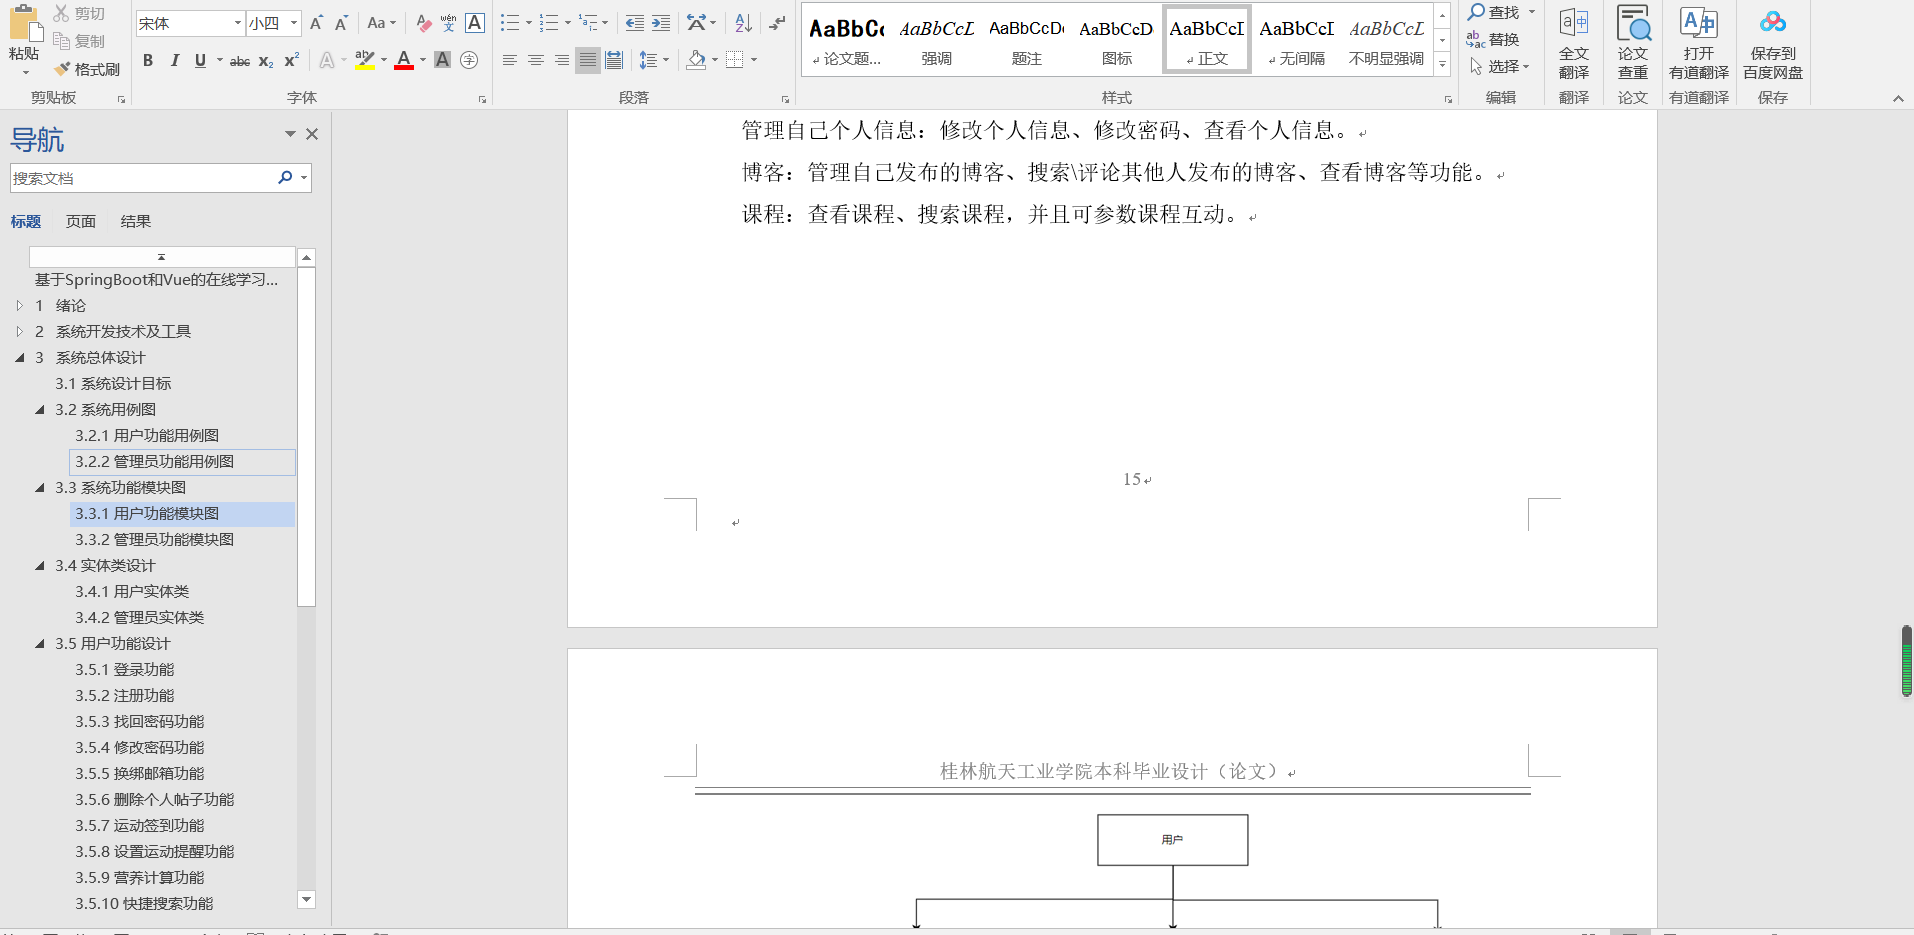 粘贴
剪切
复制
格式刷
剪贴板
宋体
小四
Aa
wén
A
B I U abc x₂ x²
A ab A A 字
字体
段落
AaBbCc
论文题...
AaBbCcL
强调
AaBbCcD
题注
AaBbCcD
图标
AaBbCcI
正文
AaBbCcI
无间隔
AaBbCcL
不明显强调
样式
查找
替换
选择
编辑
全文
翻译
翻译
论文
查重
论文
打开
有道翻译
有道翻译
保存到
百度网盘
保存
导航
搜索文档
标题 页面 结果
基于SpringBoot和Vue的在线学习...
1 绪论
2 系统开发技术及工具
3 系统总体设计
3.1 系统设计目标
3.2 系统用例图
3.2.1 用户功能用例图
3.2.2 管理员功能用例图
3.3 系统功能模块图
3.3.1 用户功能模块图
3.3.2 管理员功能模块图
3.4 实体类设计
3.4.1 用户实体类
3.4.2 管理员实体类
3.5 用户功能设计
3.5.1 登录功能
3.5.2 注册功能
3.5.3 找回密码功能
3.5.4 修改密码功能
3.5.5 换绑邮箱功能
3.5.6 删除个人帖子功能
3.5.7 运动签到功能
3.5.8 设置运动提醒功能
3.5.9 营养计算功能
3.5.10 快捷搜索功能
管理自己个人信息：修改个人信息、修改密码、查看个人信息。
博客：管理自己发布的博客、搜索\评论其他人发布的博客、查看博客等功能。
课程：查看课程、搜索课程，并且可参数课程互动。
15
桂林航天工业学院本科毕业设计（论文）
用户